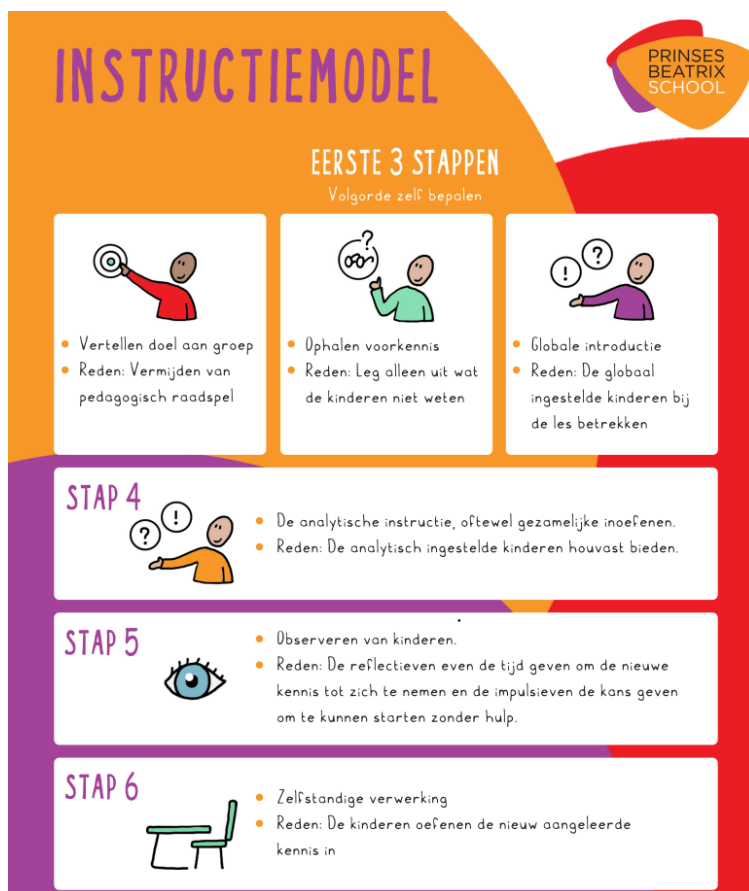 INSTRUCTIEMODEL
PRINSES
BEATRIX
SCHOOL
EERSTE 3 STAPPEN
Volgorde zelf bepalen
• Vertellen doel aan groep
• Reden: Vermijden van
pedagogisch raadspel
?
• Ophalen voorkennis
• Reden: Leg alleen uit wat
de kinderen niet weten
! ?
• Globale introductie
• Reden: De globaal
ingestelde kinderen bij
de les betrekken
STAP 4
? !
• De analytische instructie, oftewel gezamelijke inoefenen.
• Reden: De analytisch ingestelde kinderen houvast bieden.
STAP 5
• Observeren van kinderen.
• Reden: De reflectieven even de tijd geven om de nieuwe
kennis tot zich te nemen en de impulsieven de kans geven
om te kunnen starten zonder hulp.
STAP 6
• Zelfstandige verwerking
• Reden: De kinderen oefenen de nieuw aangeleerde
kennis in